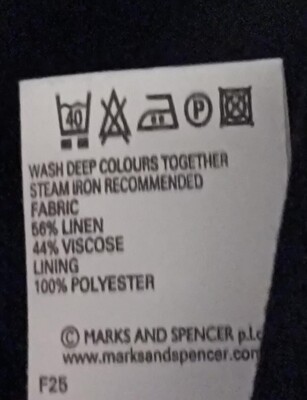 40 P
WASH DEEP COLOURS TOGETHER
STEAM IRON RECOMMENDED
FABRIC
56% LINEN
44% VISCOSE
LINING
100% POLYESTER
© MARKS AND SPENCER p.l.c
www.marksandspencer.com
F25